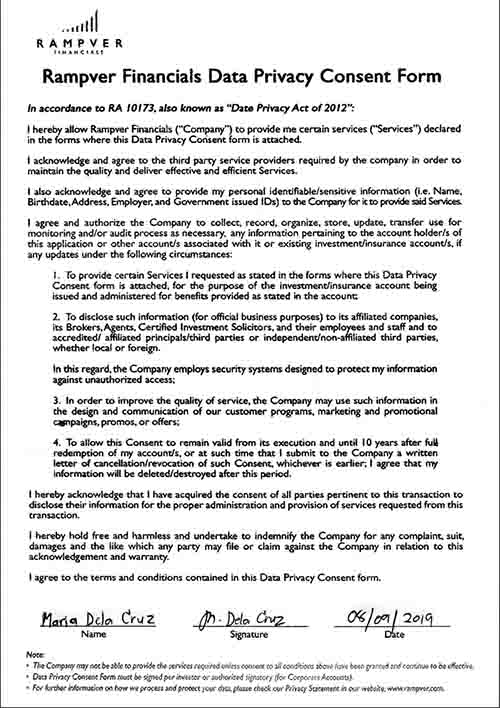 RAMPVER
FINANCIALS
Rampver Financials Data Privacy Consent Form
In accordance to RA 10173, also known as "Date Privacy Act of 2012":
I hereby allow Rampver Financials ("Company") to provide me certain services ("Services") declared
in the forms where this Data Privacy Consent form is attached.
I acknowledge and agree to the third party service providers required by the company in order to
maintain the quality and deliver effective and efficient Services.
I also acknowledge and agree to provide my personal identifiable/sensitive information (i.e. Name,
Birthdate, Address, Employer, and Government issued IDs) to the Company for it to provide said Services.
I agree and authorize the Company to collect, record, organize, store, update, transfer use for
monitoring and/or audit process as necessary, any information pertaining to the account holder/s of
this application or other account/s associated with it or existing investment/insurance account/s, if
any updates under the following circumstances:
1. To provide certain Services I requested as stated in the forms where this Data Privacy
Consent form is attached, for the purpose of the investment/insurance account being
issued and administered for benefits provided as stated in the account;
2. To disclose such information (for official business purposes) to its affiliated companies,
its Brokers, Agents, Certified Investment Solicitors, and their employees and staff and to
accredited/ affiliated principals/third parties or independent/non-affiliated third parties,
whether local or foreign.
In this regard, the Company employs security systems designed to protect my information
against unauthorized access;
3. In order to improve the quality of service, the Company may use such information in
the design and communication of our customer programs, marketing and promotional
campaigns, promos, or offers;
4. To allow this Consent to remain valid from its execution and until 10 years after full
redemption of my account/s, or at such time that I submit to the Company a written
letter of cancellation/revocation of such Consent, whichever is earlier; I agree that my
information will be deleted/destroyed after this period.
I hereby acknowledge that I have acquired the consent of all parties pertinent to this transaction to
disclose their information for the proper administration and provision of services requested from this
transaction.
I hereby hold free and harmless and undertake to indemnify the Company for any complaint, suit,
damages and the like which any party may file or claim against the Company in relation to this
acknowledgement and warranty.
I agree to the terms and conditions contained in this Data Privacy Consent form.
Maria Dela Cruz M. Dela Cruz 08/09/2019
Name Signature Date
Note:
• The Company may not be able to provide the services required unless consent to all conditions above have been granted and continue to be effective.
• Data Privacy Consent Form must be signed per investor or authorized signatory (for Corporate Accounts).
• For further information on how we process and protect your data, please check our Privacy Statement in our website, www.rampver.com.